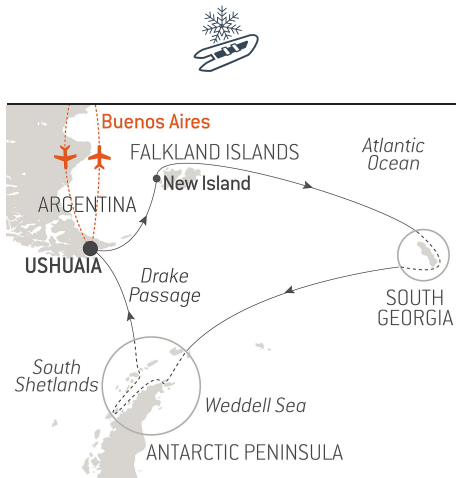 Buenos Aires
FALKLAND ISLANDS
Atlantic
Ocean
New Island
ARGENTINA
USHUAIA
Drake
Passage
SOUTH
GEORGIA
South
Shetlands
Weddell Sea
ANTARCTIC PENINSULA